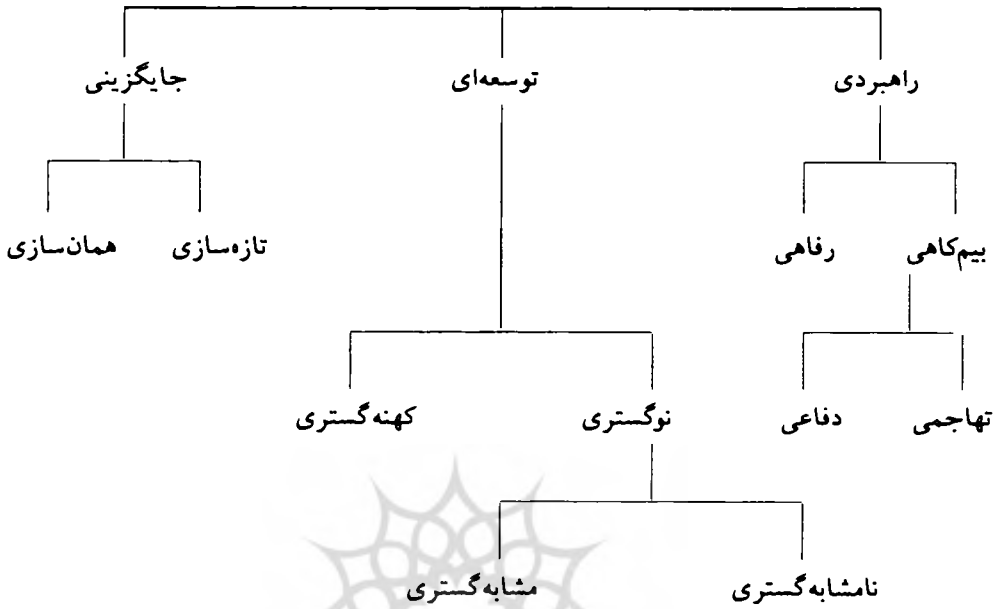 راهبردی توسعه‌ای جایگزینی
بیم‌کاهی رفاهی تازه‌سازی همان‌سازی
تهاجمی دفاعی نوگستری کهنه‌گستری
نامشابه‌گستری مشابه‌گستری